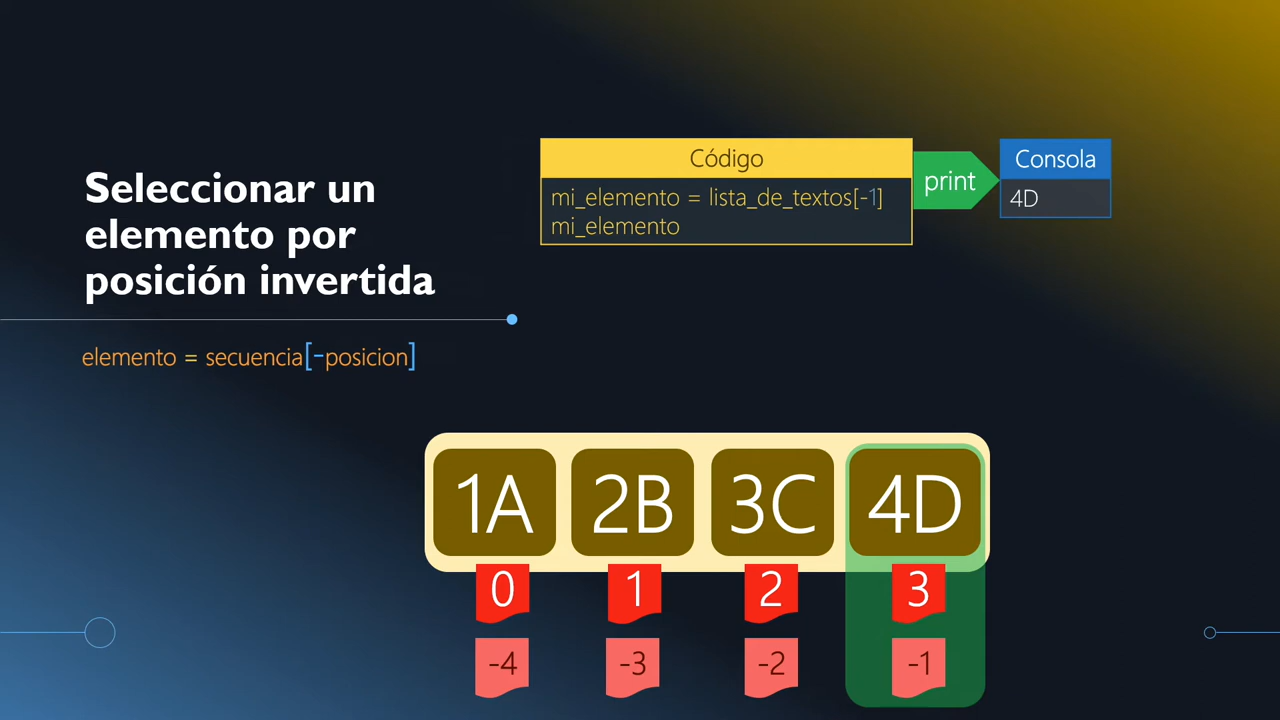 Seleccionar un
elemento por
posición invertida
elemento = secuencia[-posicion]
Código
mi_elemento = lista_de_textos[-1]
mi_elemento
print
Consola
4D
1A 2B 3C 4D
0 1 2 3
-4 -3 -2 -1